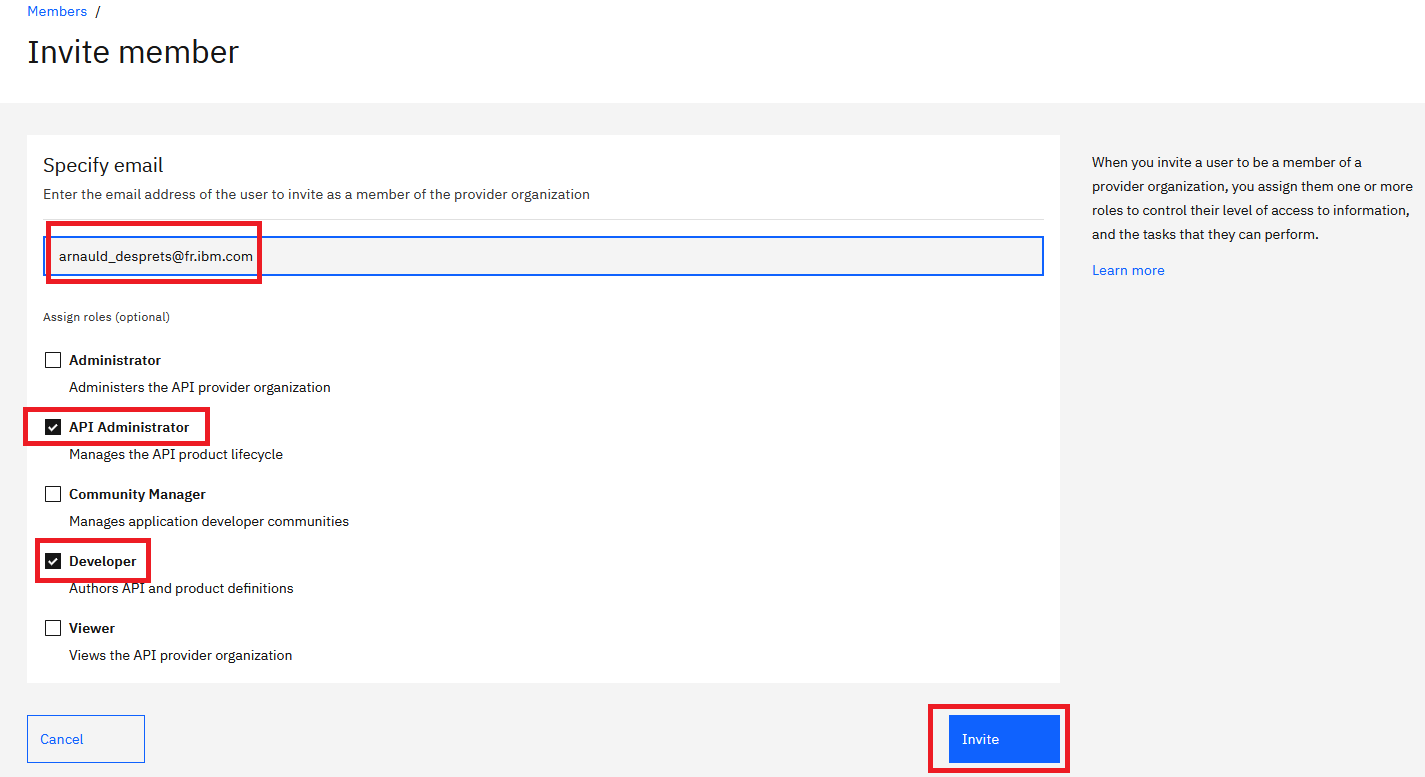 Members /
Invite member
Specify email
Enter the email address of the user to invite as a member of the provider organization
arnauld_desprets@fr.ibm.com
Assign roles (optional)
Administrator
Administers the API provider organization
API Administrator
Manages the API product lifecycle
Community Manager
Manages application developer communities
Developer
Authors API and product definitions
Viewer
Views the API provider organization
Cancel
Invite
When you invite a user to be a member of a
provider organization, you assign them one or more
roles to control their level of access to information,
and the tasks that they can perform.
Learn more